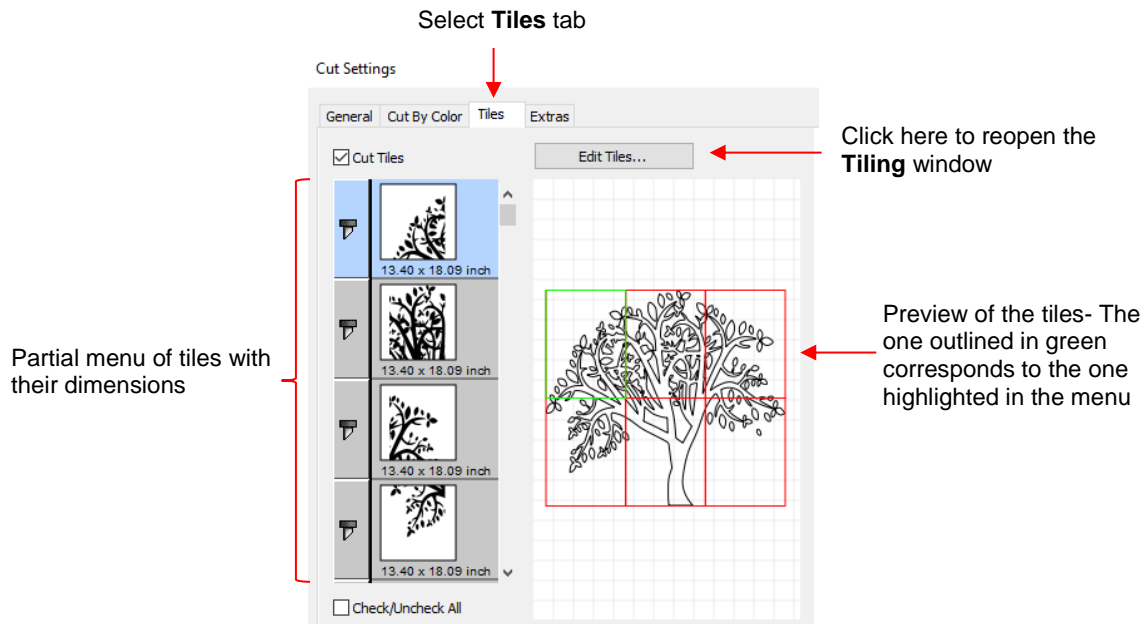 Select Tiles tab
Cut Settings
General Cut By Color Tiles Extras
Cut Tiles
Edit Tiles...
Click here to reopen the
Tiling window
13.40 x 18.09 inch
13.40 x 18.09 inch
Partial menu of tiles with
their dimensions
Preview of the tiles- The
one outlined in green
corresponds to the one
highlighted in the menu
13.40 x 18.09 inch
13.40 x 18.09 inch
Check/Uncheck All